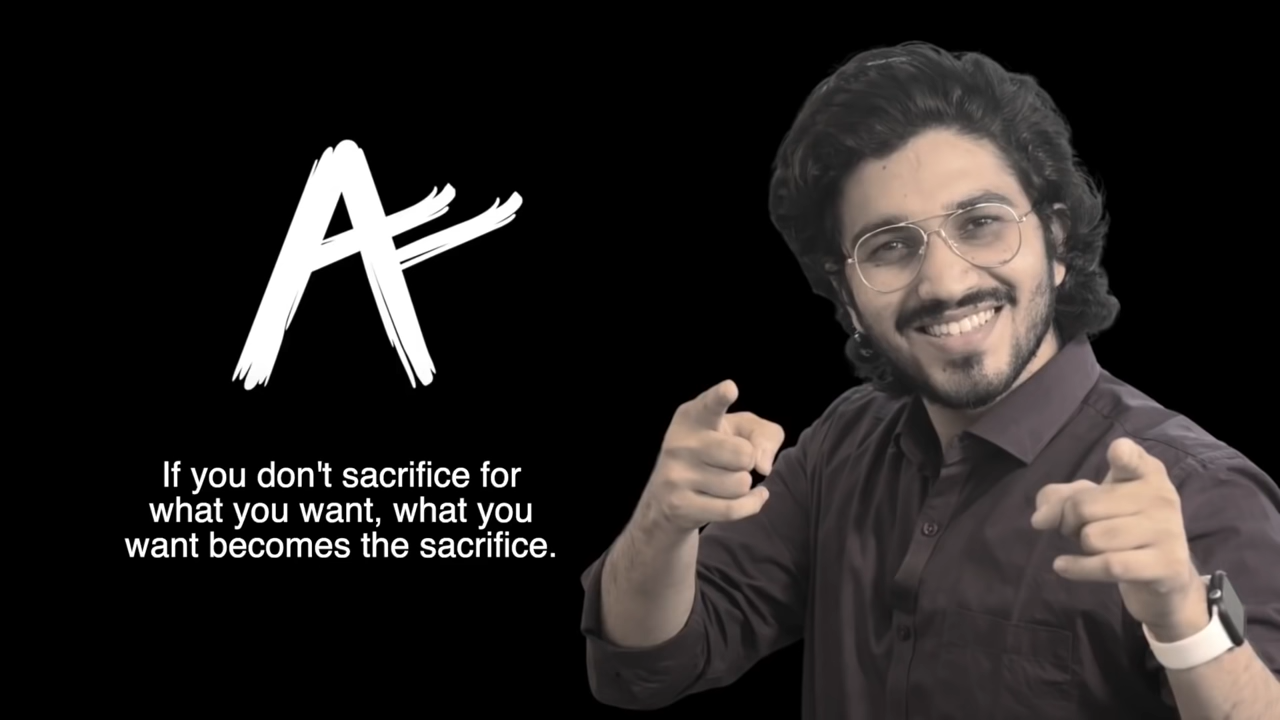 A
If you don't sacrifice for
what you want, what you
want becomes the sacrifice.